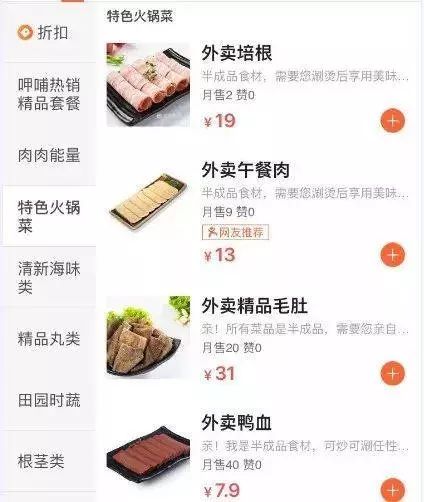 特色火锅菜
折扣
呷哺热销
精品套餐
肉肉能量
特色火锅
菜
清新海味
类
精品丸类
田园时蔬
根茎类
外卖培根
半成品食材，需要您涮烫后享用美味…
月售2 赞0
￥19
外卖午餐肉
半成品食材，需要您涮烫后享用美味…
月售9 赞0
网友推荐
￥13
外卖精品毛肚
亲！所有菜品是半成品，需要您亲自…
月售20 赞0
￥31
外卖鸭血
亲！我是半成品食材，可炒可涮任性…
月售40 赞0
￥7.9